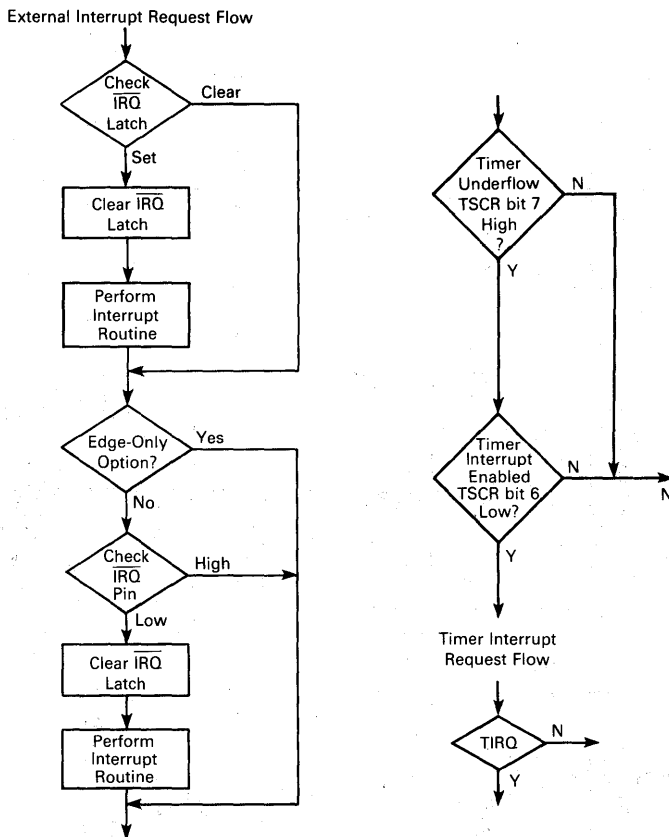 External Interrupt Request Flow
Check
IRQ
Latch
Clear
Set
Clear IRQ
Latch
Perform
Interrupt
Routine
Edge-Only
Option?
Yes
No
Check
IRQ
Pin
High
Low
Clear IRQ
Latch
Perform
Interrupt
Routine
Timer
Underflow
TSCR bit 7
High
?
N
Y
Timer
Interrupt
Enabled
TSCR bit 6
Low?
N
N
Y
Timer Interrupt
Request Flow
TIRQ
N
Y